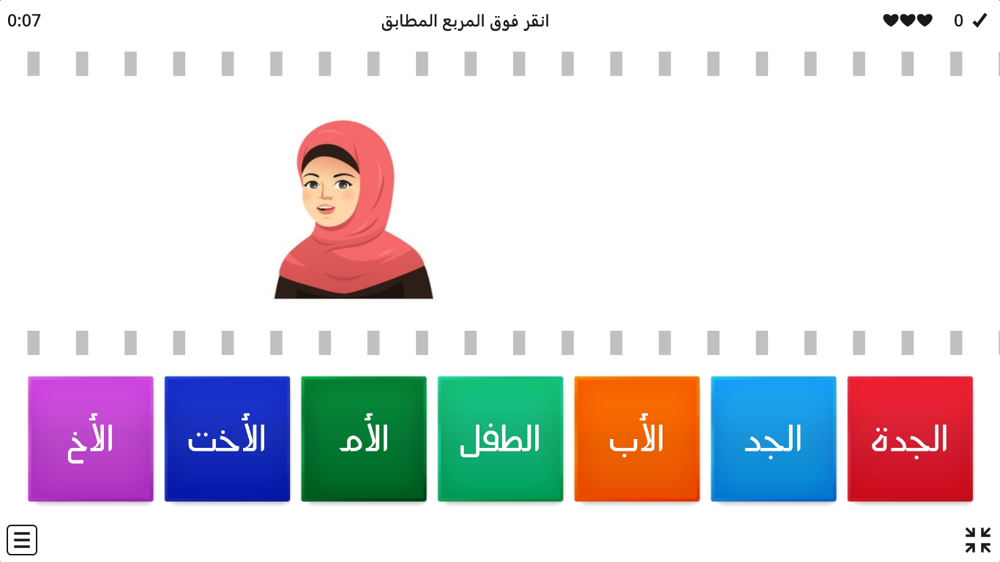 0:07
انقر فوق المربع المطابق
0
الجدة
الجد
الأب
الطفل
الأم
الأخت
الأخ